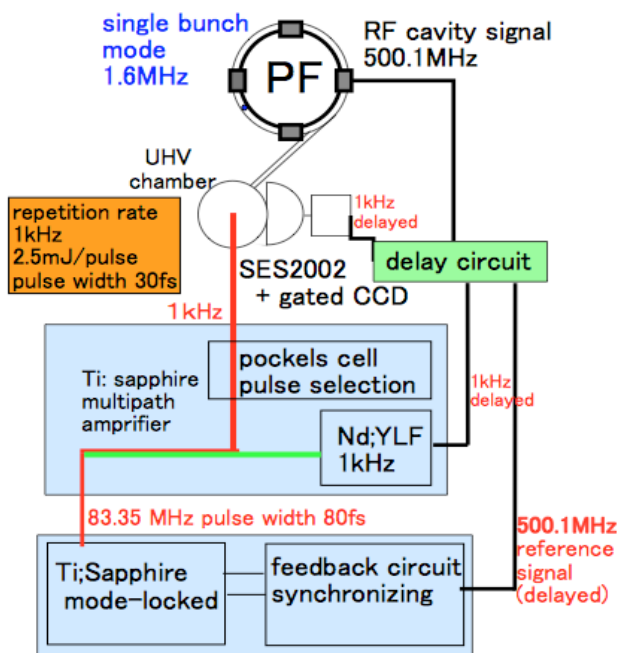 single bunch
mode
1.6MHz
PF
RF cavity signal
500.1MHz
UHV
chamber
repetition rate
1kHz
2.5mJ/pulse
pulse width 30fs
1kHz
delayed
delay circuit
SES2002
+ gated CCD
1kHz
pockels cell
pulse selection
Ti: sapphire
multipath
amprifier
Nd;YLF
1kHz
1kHz
delayed
83.35 MHz pulse width 80fs
500.1MHz
reference
signal
(delayed)
Ti;Sapphire
mode-locked
feedback circuit
synchronizing